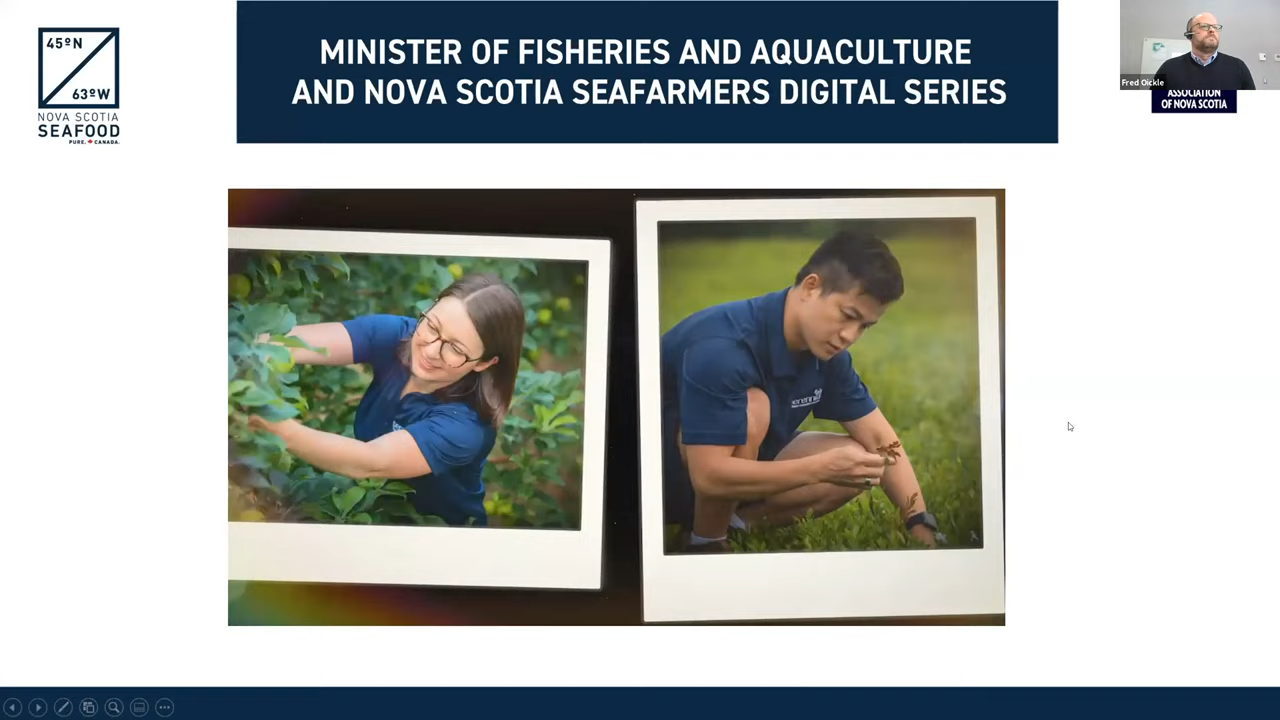 45ºN
63ºW
NOVA SCOTIA
SEAFOOD
PURE. CANADA.
MINISTER OF FISHERIES AND AQUACULTURE
AND NOVA SCOTIA SEAFARMERS DIGITAL SERIES
Fred Oickle
ASSOCIATION
OF NOVA SCOTIA